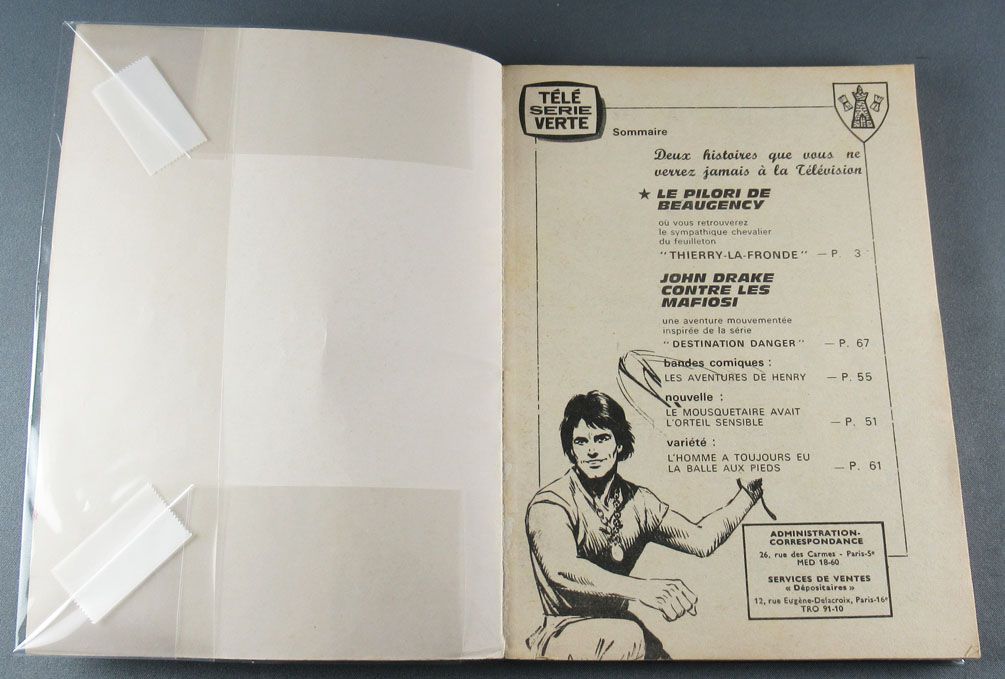 TÉLÉ
SERIE
VERTE
Sommaire
Deux histoires que vous ne
verrez jamais à la Télévision
★ LE PILORI DE
BEAUGENCY
où vous retrouverez
le sympathique chevalier
du feuilleton
"THIERRY-LA-FRONDE" — P. 3
JOHN DRAKE
CONTRE LES
MAFIOSI
une aventure mouvementée
inspirée de la série
"DESTINATION DANGER" — P. 67
bandes comiques :
LES AVENTURES DE HENRY — P. 55
nouvelle :
LE MOUSQUETAIRE AVAIT
L'ORTEIL SENSIBLE — P. 51
variété :
L'HOMME A TOUJOURS EU
LA BALLE AUX PIEDS — P. 61
ADMINISTRATION-
CORRESPONDANCE
26, rue des Carmes - Paris-5e
MED 18-60
SERVICES DE VENTES
« Dépositaires »
12, rue Eugène-Delacroix, Paris-16e
TRO 91-10